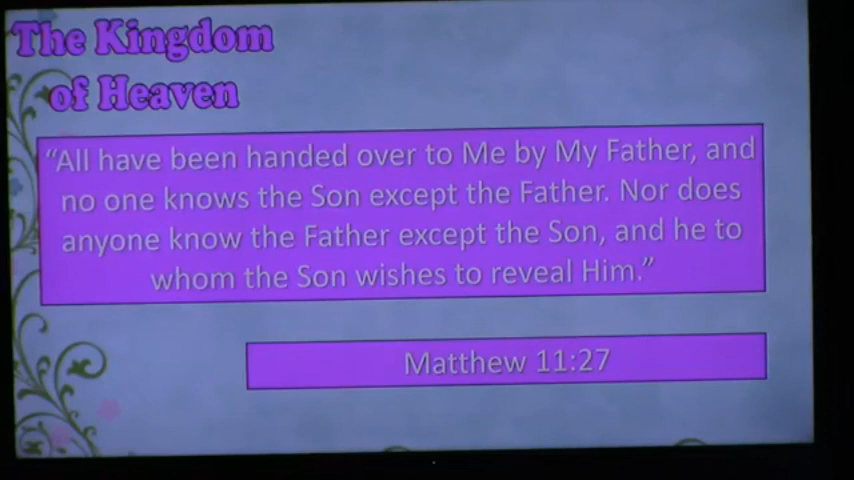 The Kingdom
of Heaven
“All have been handed over to Me by My Father, and
no one knows the Son except the Father. Nor does
anyone know the Father except the Son, and he to
whom the Son wishes to reveal Him.”
Matthew 11:27